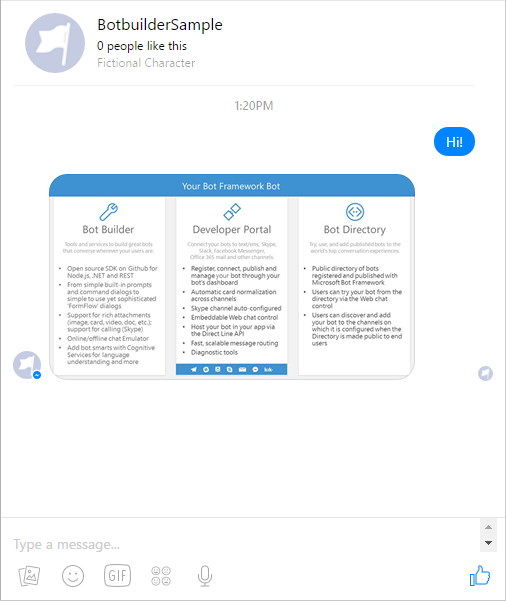 BotbuilderSample
0 people like this
Fictional Character
1:20PM
Hi!
Your Bot Framework Bot
Bot Builder
Tools and services to build great bots
that converse wherever your users are.
• Open source SDK on Github for
Node.js, .NET and REST
• From simple built-in prompts
and command dialogs to
simple to use yet sophisticated
'FormFlow' dialogs
• Support for rich attachments
(image, card, video, doc, etc.);
support for calling (Skype)
• Online/offline chat Emulator
• Add bot smarts with Cognitive
Services for language
understanding and more
Developer Portal
Connect your bots to text/sms, Skype,
Slack, Facebook Messenger,
Office 365 mail and other channels.
• Register, connect, publish and
manage your bot through your
bot's dashboard
• Automatic card normalization
across channels
• Skype channel auto-configured
• Embeddable Web chat control
• Host your bot in your app via
the Direct Line API
• Fast, scalable message routing
• Diagnostic tools
kik
Bot Directory
Try, use, and add published bots to the
world's top conversation experiences.
• Public directory of bots
registered and published with
Microsoft Bot Framework
• Users can try your bot from the
directory via the Web chat
control
• Users can discover and add
your bot to the channels on
which it is configured when the
Directory is made public to end
users
Type a message...
GIF